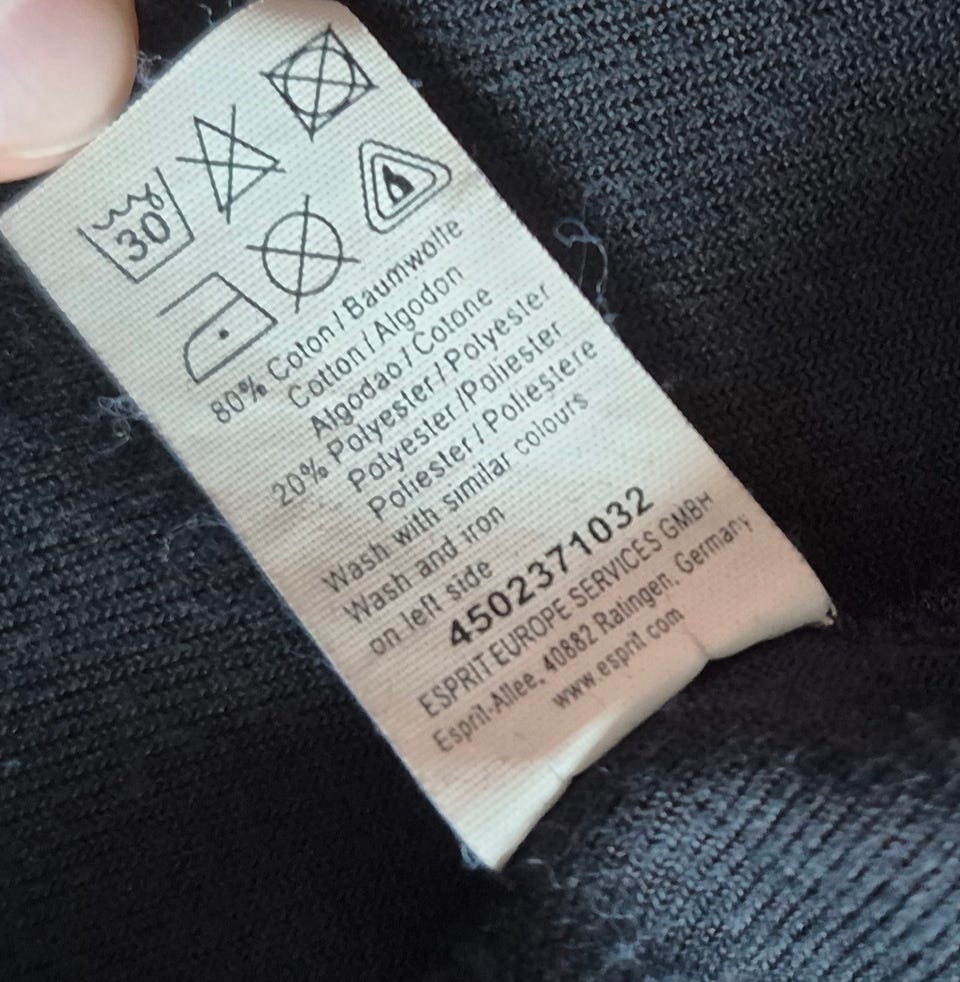 30
80% Coton / Baumwolle
Cotton / Algodon
Algodao / Cotone
20% Polyester / Polyester
Polyester / Poliester
Poliester / Poliestere
Wash with similar colours
Wash and iron
on left side
4502371032
ESPRIT EUROPE SERVICES GMBH
Esprit-Allee, 40882 Ratingen, Germany
www.esprit.com